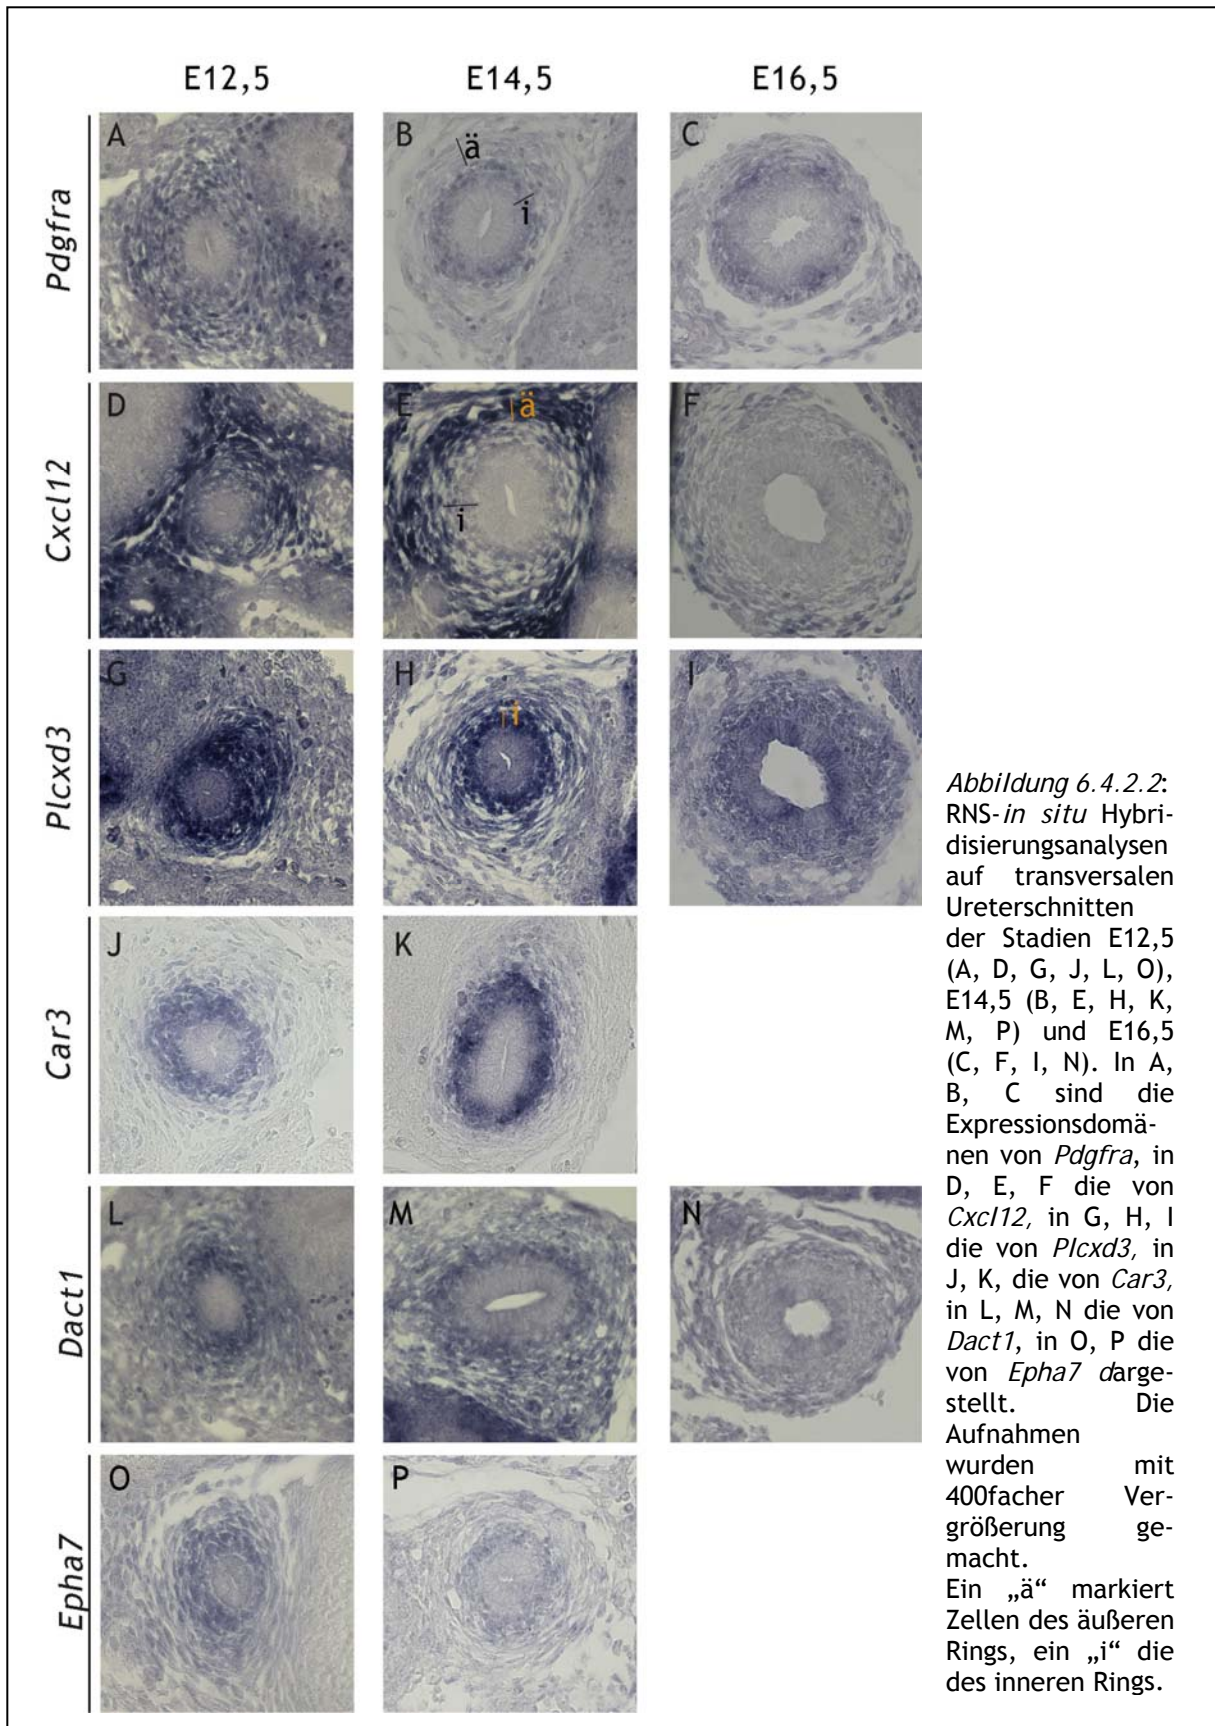 E12,5 E14,5 E16,5
Pdgfra
A B ä i C
Cxcl12
D E ä i F
Plcxd3
G H i I
Car3
J K
Dact1
L M N
Epha7
O P
Abbildung 6.4.2.2:
RNS-in situ Hybri-
disierungsanalysen
auf transversalen
Ureterschnitten
der Stadien E12,5
(A, D, G, J, L, O),
E14,5 (B, E, H, K,
M, P) und E16,5
(C, F, I, N). In A,
B, C sind die
Expressionsdomä-
nen von Pdgfra, in
D, E, F die von
Cxcl12, in G, H, I
die von Plcxd3, in
J, K, die von Car3,
in L, M, N die von
Dact1, in O, P die
von Epha7 darge-
stellt. Die
Aufnahmen
wurden mit
400facher Ver-
größerung ge-
macht.
Ein „ä“ markiert
Zellen des äußeren
Rings, ein „i“ die
des inneren Rings.